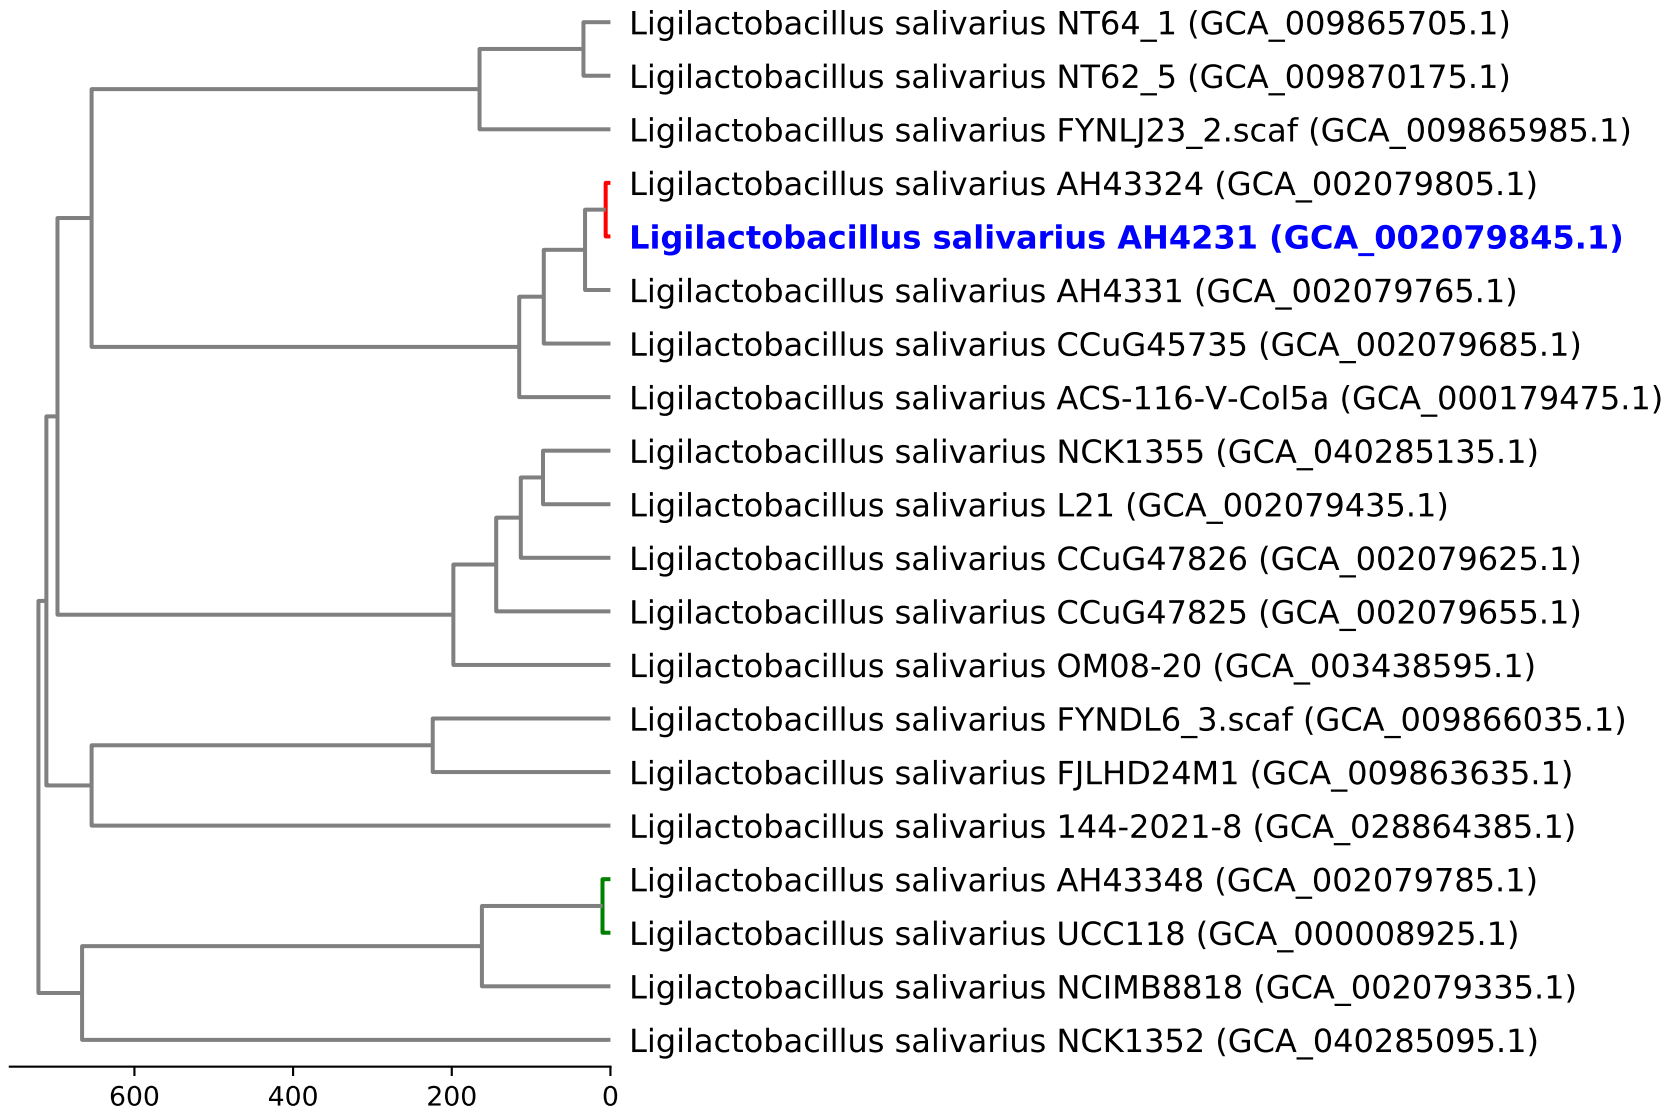 Ligilactobacillus salivarius NT64_1 (GCA_009865705.1)
Ligilactobacillus salivarius NT62_5 (GCA_009870175.1)
Ligilactobacillus salivarius FYNLJ23_2.scaf (GCA_009865985.1)
Ligilactobacillus salivarius AH43324 (GCA_002079805.1)
Ligilactobacillus salivarius AH4231 (GCA_002079845.1)
Ligilactobacillus salivarius AH4331 (GCA_002079765.1)
Ligilactobacillus salivarius CCuG45735 (GCA_002079685.1)
Ligilactobacillus salivarius ACS-116-V-Col5a (GCA_000179475.1)
Ligilactobacillus salivarius NCK1355 (GCA_040285135.1)
Ligilactobacillus salivarius L21 (GCA_002079435.1)
Ligilactobacillus salivarius CCuG47826 (GCA_002079625.1)
Ligilactobacillus salivarius CCuG47825 (GCA_002079655.1)
Ligilactobacillus salivarius OM08-20 (GCA_003438595.1)
Ligilactobacillus salivarius FYNDL6_3.scaf (GCA_009866035.1)
Ligilactobacillus salivarius FJLHD24M1 (GCA_009863635.1)
Ligilactobacillus salivarius 144-2021-8 (GCA_028864385.1)
Ligilactobacillus salivarius AH43348 (GCA_002079785.1)
Ligilactobacillus salivarius UCC118 (GCA_000008925.1)
Ligilactobacillus salivarius NCIMB8818 (GCA_002079335.1)
Ligilactobacillus salivarius NCK1352 (GCA_040285095.1)
600 400 200 0